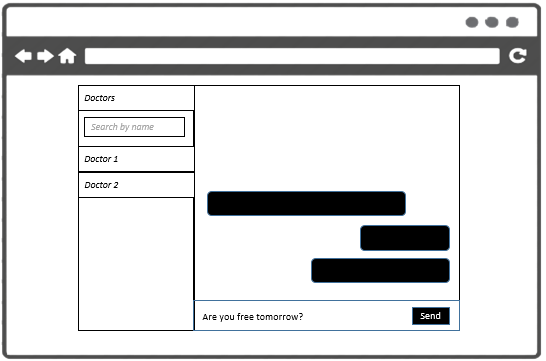 Doctors
Search by name
Doctor 1
Doctor 2
Are you free tomorrow?
Send